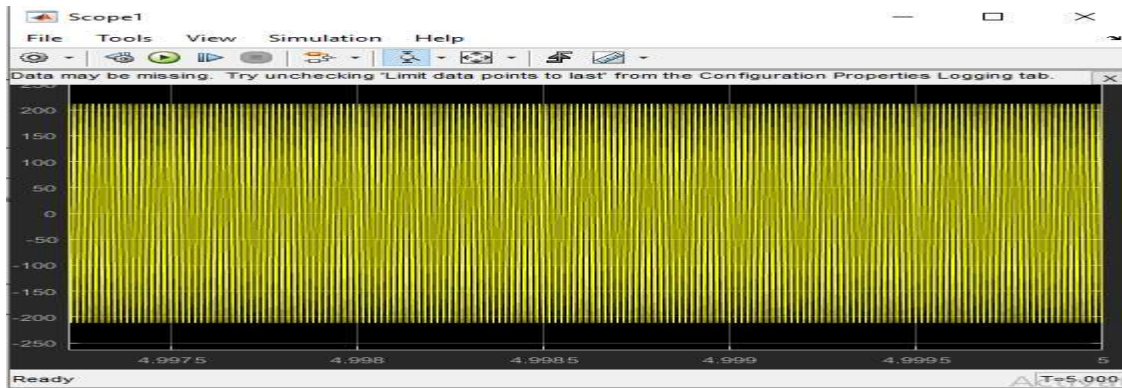 Scope1
File Tools View Simulation Help
Data may be missing. Try unchecking "Limit data points to last" from the Configuration Properties Logging tab.
200
150
100
50
0
-50
-100
-150
-200
-250
4.9975 4.998 4.9985 4.999 4.9995 5
Ready T=5.000